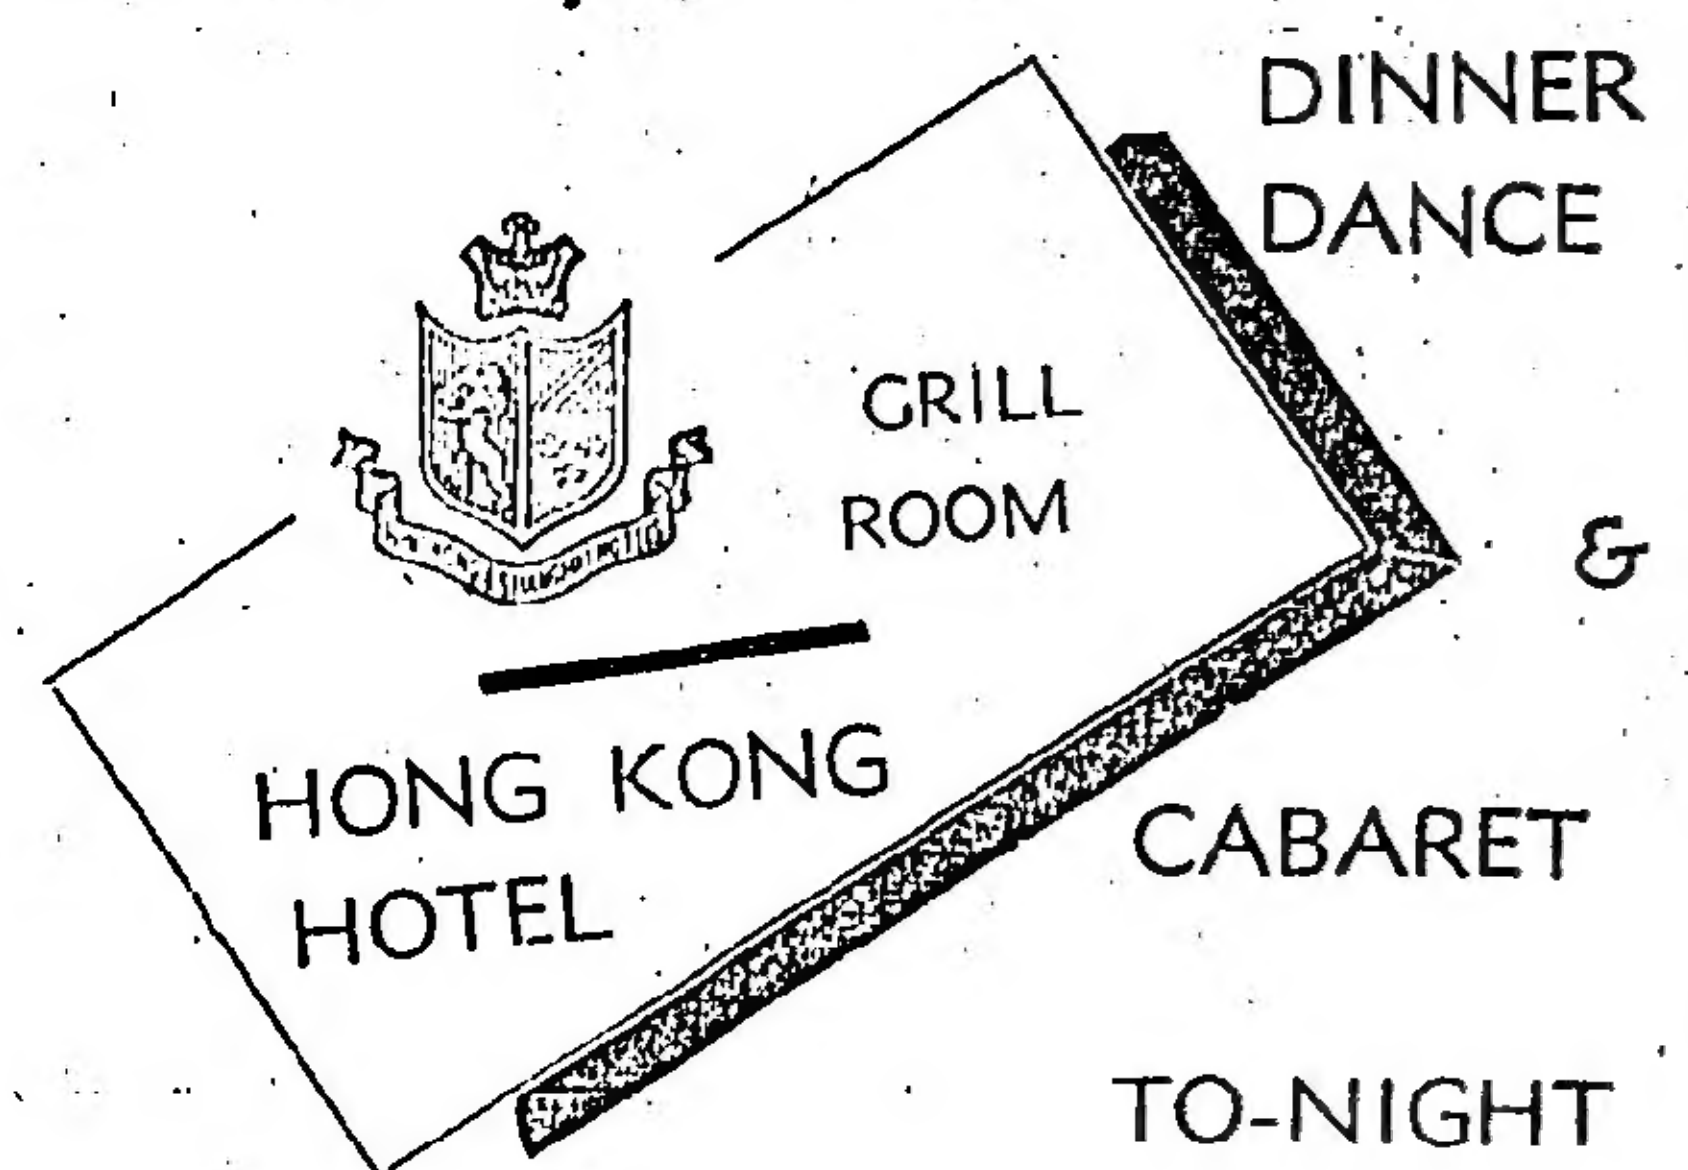 DINNER
DANCE
GRILL
ROOM
&
HONG KONG
HOTEL
CABARET
TO-NIGHT